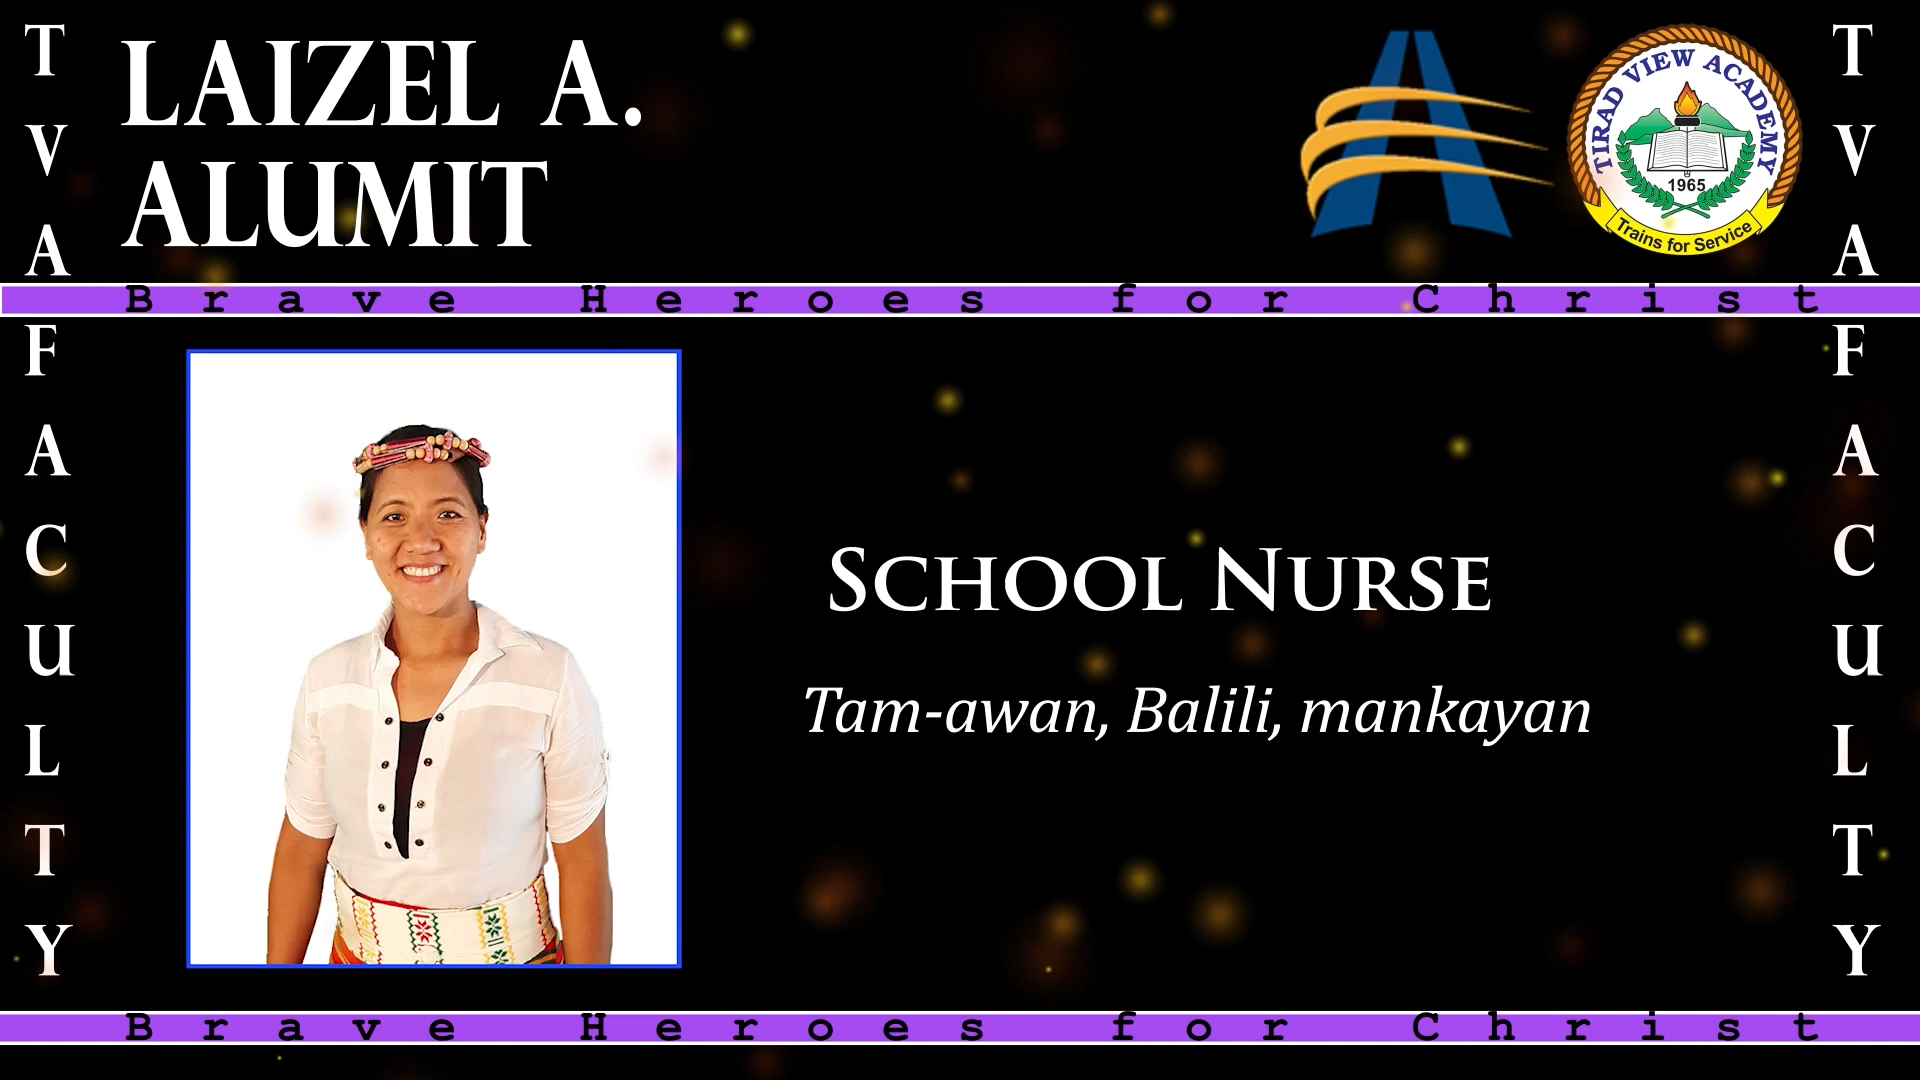 LAIZEL A.
ALUMIT
TIRAD VIEW ACADEMY
1965
Trains for Service
Brave Heroes for Christ
TVA FACULTY
TVA FACULTY
School Nurse
Tam-awan, Balili, mankayan
Brave Heroes for Christ